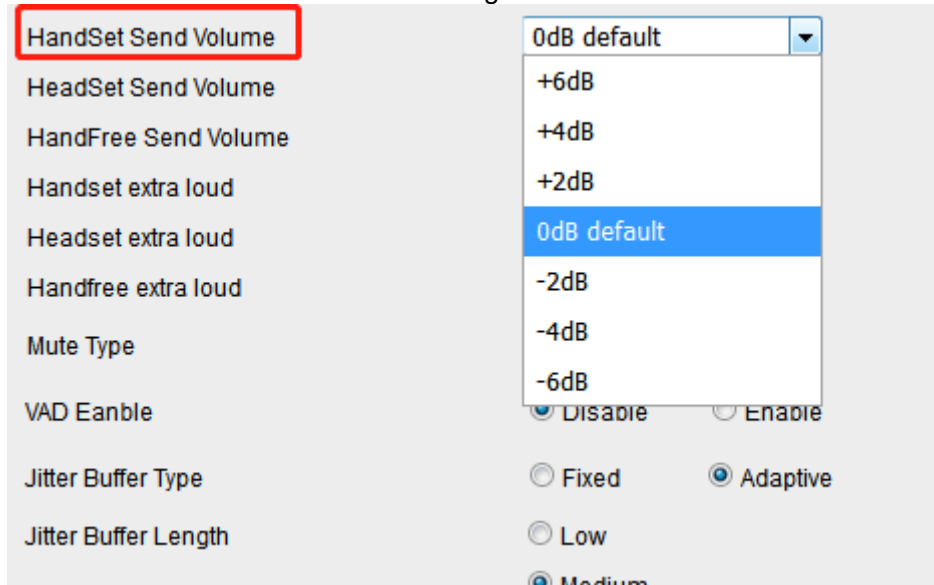 HandSet Send Volume 0dB default
HeadSet Send Volume +6dB
HandFree Send Volume +4dB
Handset extra loud +2dB
Headset extra loud 0dB default
Handfree extra loud -2dB
Mute Type -4dB
-6dB
VAD Eanble Disable Enable
Jitter Buffer Type Fixed Adaptive
Jitter Buffer Length Low
Medium